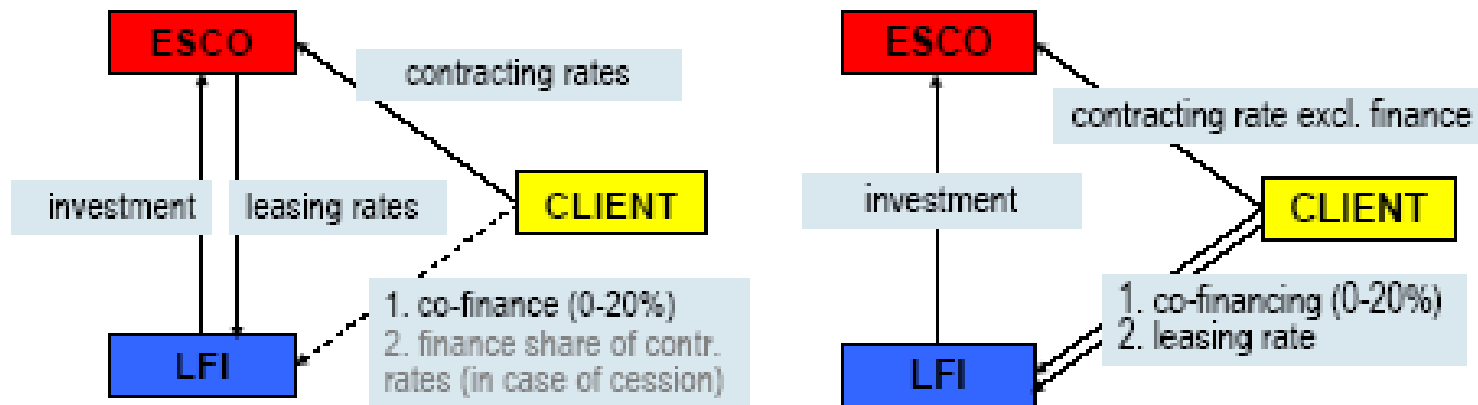 ESCO
contracting rates
investment
leasing rates
CLIENT
1. co-finance (0-20%)
2. finance share of contr.
rates (in case of cession)
LFI
ESCO
contracting rate excl. finance
investment
CLIENT
1. co-financing (0-20%)
2. leasing rate
LFI